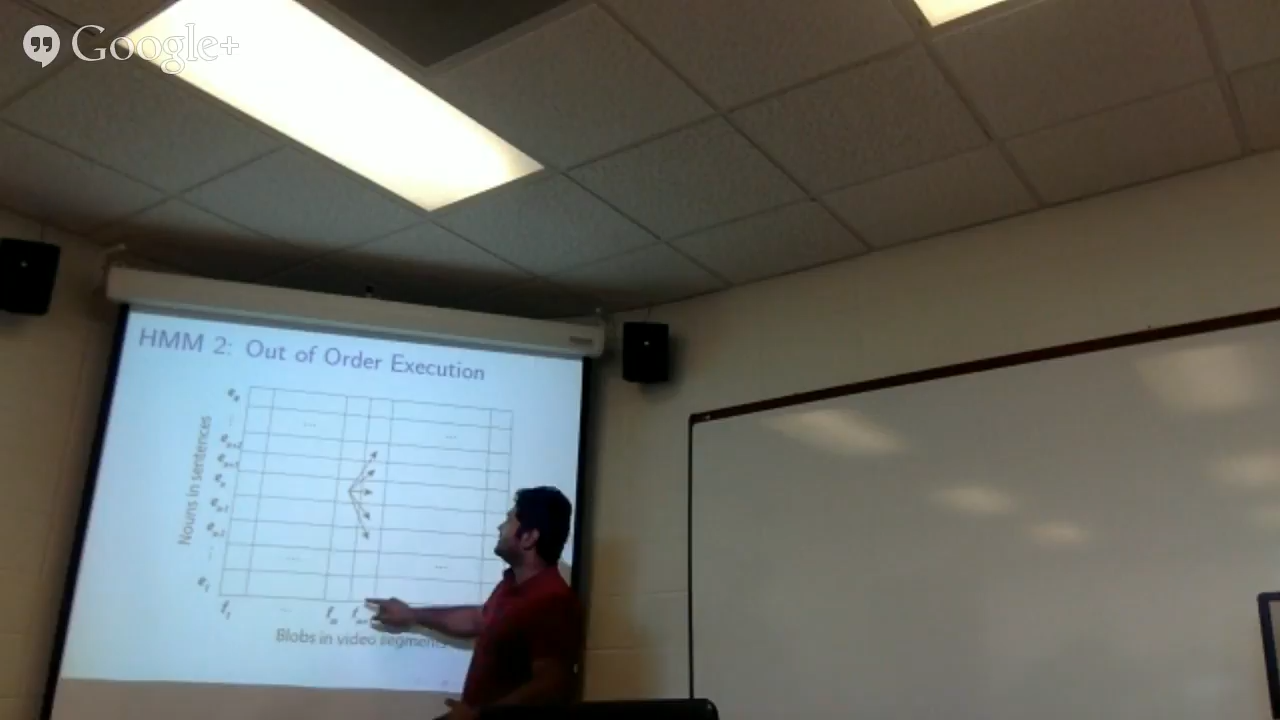 Google+
HMM 2: Out of Order Execution
Nouns in sentences
Blobs in video segments